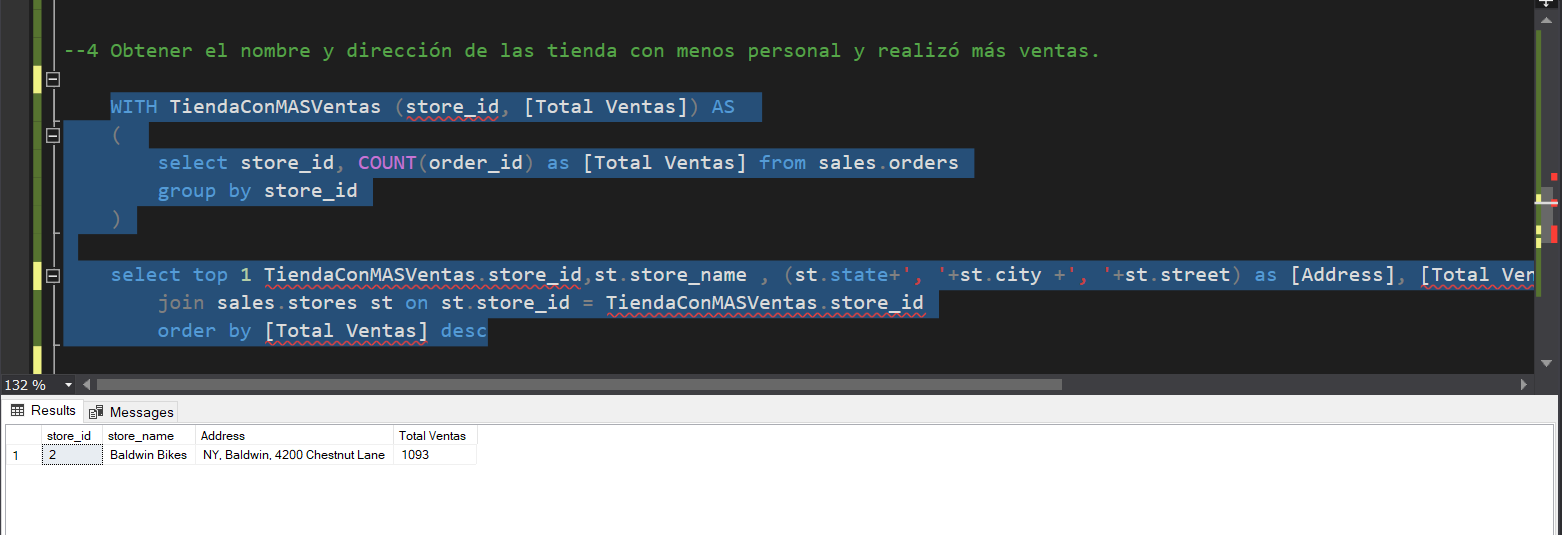 --4 Obtener el nombre y dirección de las tienda con menos personal y realizó más ventas.
WITH TiendaConMASVentas (store_id, [Total Ventas]) AS
(
select store_id, COUNT(order_id) as [Total Ventas] from sales.orders
group by store_id
)
select top 1 TiendaConMASVentas.store_id,st.store_name , (st.state+', '+st.city +', '+st.street) as [Address], [Total Ven
join sales.stores st on st.store_id = TiendaConMASVentas.store_id
order by [Total Ventas] desc
132 %
Results Messages
store_id store_name Address Total Ventas
1 2 Baldwin Bikes NY, Baldwin, 4200 Chestnut Lane 1093